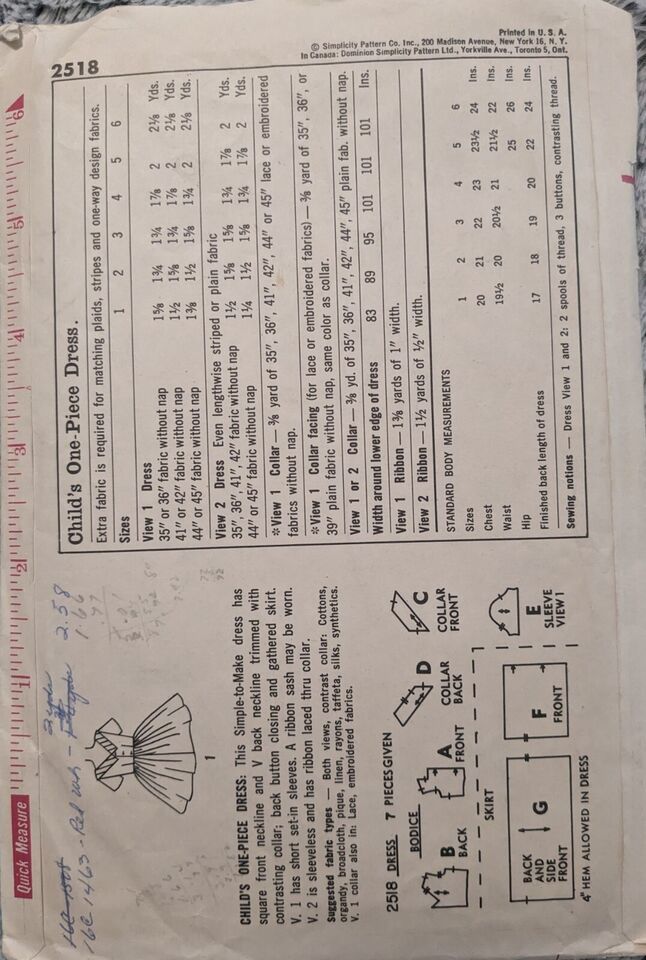 Quick Measure 1 2 3 4 5 6
16C 1463 - Red
2.58
1.66
2518
© Simplicity Pattern Co., Inc., 200 Madison Avenue, New York 16, N. Y.
Printed in U. S. A.
In Canada: Dominion Simplicity Patterns Ltd., Yorkville Ave., Toronto 5, Ont.
Child's One-Piece Dress.
Extra fabric is required for matching plaids, stripes and one-way design fabrics.
Sizes 1 2 3 4 5 6
View 1 Dress
35" or 36" fabric without nap 1⅝ 1¾ 1¾ 1⅞ 2 2⅛ Yds.
41" or 42" fabric without nap 1½ 1⅝ 1¾ 1⅞ 2 2⅛ Yds.
44" or 45" fabric without nap 1⅜ 1½ 1⅝ 1¾ 2 2⅛ Yds.
View 2 Dress Even lengthwise striped or plain fabric
35", 36", 41", 42" fabric without nap 1½ 1⅝ 1⅝ 1¾ 1⅞ 2 Yds.
44" or 45" fabric without nap 1¼ 1½ 1⅝ 1¾ 1⅞ 2 Yds.
*View 1 Collar — ⅜ yard of 35", 36", 41", 42", 44" or 45" lace or embroidered
fabrics without nap.
*View 1 Collar facing (for lace or embroidered fabrics) — ⅜ yard of 35", 36", or
39" plain fabric without nap, same color as collar.
View 1 or 2 Collar — ⅜ yd. of 35", 36", 41", 42", 44", 45" plain fab. without nap.
Width around lower edge of dress 83 89 95 101 101 101 Ins.
View 1 Ribbon — 1⅜ yards of 1" width.
View 2 Ribbon — 1½ yards of ½" width.
STANDARD BODY MEASUREMENTS
Sizes 1 2 3 4 5 6
Chest 20 21 22 23 23½ 24 Ins.
Waist 19½ 20 20½ 21 21½ 22 Ins.
Hip 25 26 Ins.
Finished back length of dress 17 18 19 20 22 24 Ins.
Sewing notions — Dress View 1 and 2: 2 spools of thread, 3 buttons, contrasting thread.
1
CHILD'S ONE-PIECE DRESS: This Simple-to-Make dress has
square front neckline and V back neckline trimmed with
contrasting collar; back button closing and gathered skirt.
V. 1 has short set-in sleeves. A ribbon sash may be worn.
V. 2 is sleeveless and has ribbon laced thru collar.
Suggested fabric types — Both views, contrast collar: Cottons,
organdy, broadcloth, pique, linen, rayons, taffeta, silks, synthetics.
V. 1 collar also in: Lace, embroidered fabrics.
2518 DRESS 7 PIECES GIVEN
BODICE
B
BACK
A
FRONT
D
COLLAR
BACK
C
COLLAR
FRONT
SKIRT
BACK
AND
SIDE
FRONT
G
F
FRONT
E
SLEEVE
VIEW I
4" HEM ALLOWED IN DRESS